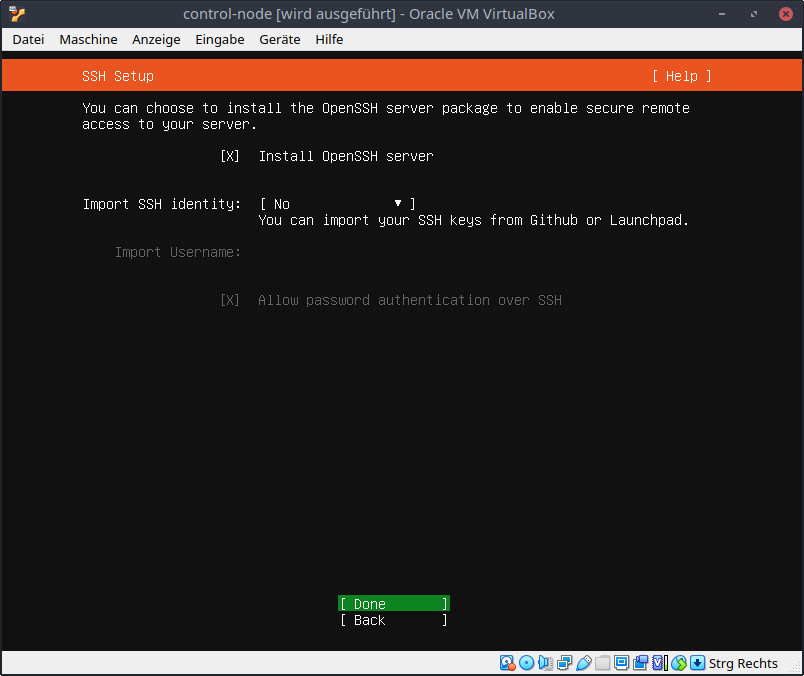 control-node [wird ausgeführt] - Oracle VM VirtualBox
Datei Maschine Anzeige Eingabe Geräte Hilfe
SSH Setup [ Help ]
You can choose to install the OpenSSH server package to enable secure remote
access to your server.
[X] Install OpenSSH server
Import SSH identity: [ No ▾ ]
You can import your SSH keys from Github or Launchpad.
Import Username:
[X] Allow password authentication over SSH
[ Done ]
[ Back ]
Strg Rechts